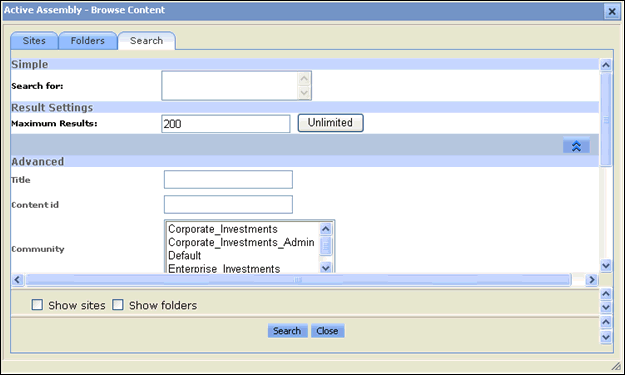 Active Assembly - Browse Content
Sites Folders Search
Simple
Search for:
Result Settings
Maximum Results: 200 Unlimited
Advanced
Title
Content id
Community
Corporate_Investments
Corporate_Investments_Admin
Default
Enterprise_Investments
Show sites Show folders
Search Close